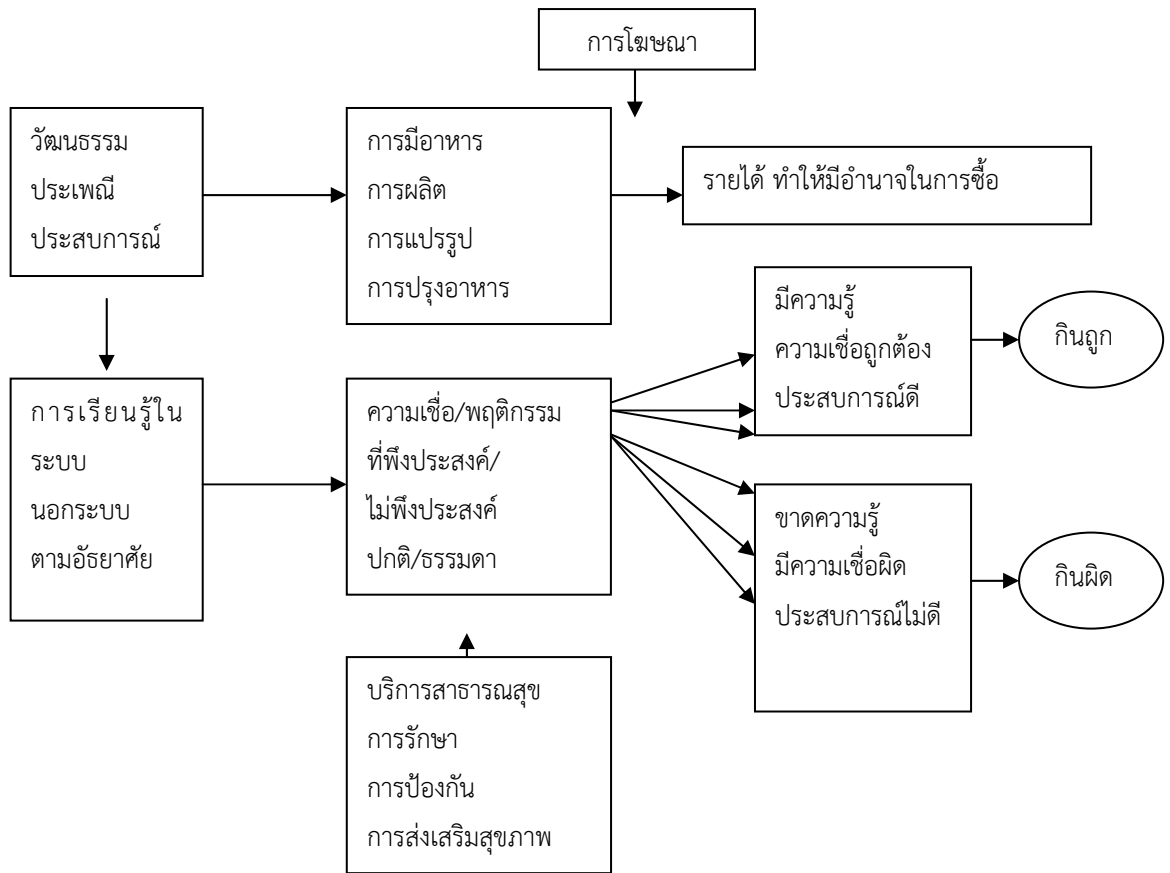 การโฆษณา
วัฒนธรรม
ประเพณี
ประสบการณ์
การมีอาหาร
การผลิต
การแปรรูป
การปรุงอาหาร
รายได้ ทำให้มีอำนาจในการซื้อ
มีความรู้
ความเชื่อถูกต้อง
ประสบการณ์ดี
กินถูก
การเรียนรู้ใน
ระบบ
นอกระบบ
ตามอัธยาศัย
ความเชื่อ/พฤติกรรม
ที่พึงประสงค์/
ไม่พึงประสงค์
ปกติ/ธรรมดา
ขาดความรู้
มีความเชื่อผิด
ประสบการณ์ไม่ดี
กินผิด
บริการสาธารณสุข
การรักษา
การป้องกัน
การส่งเสริมสุขภาพ